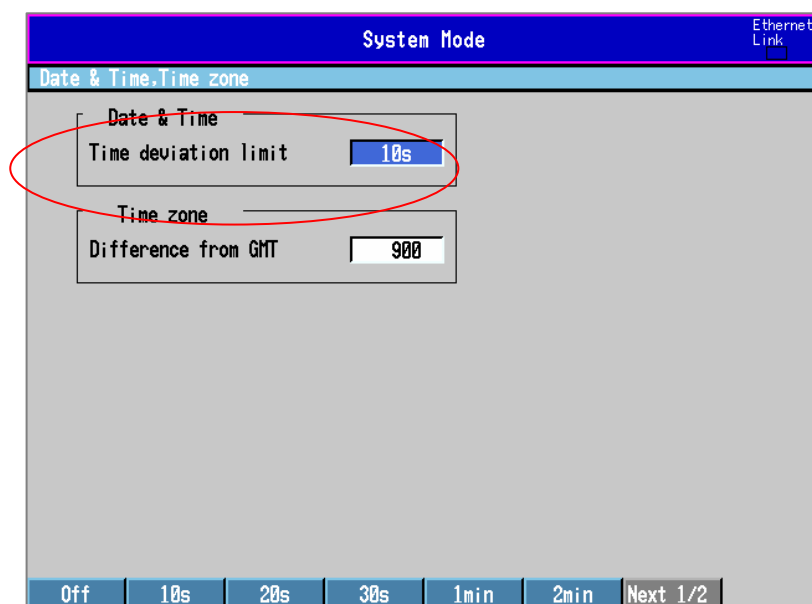 System Mode
Ethernet
Link
Date & Time,Time zone
Date & Time
Time deviation limit 10s
Time zone
Difference from GMT 900
Off 10s 20s 30s 1min 2min Next 1/2